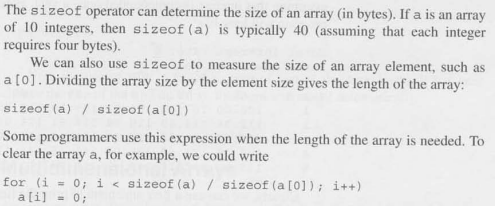 The sizeof operator can determine the size of an array (in bytes). If a is an array
of 10 integers, then sizeof(a) is typically 40 (assuming that each integer
requires four bytes).
We can also use sizeof to measure the size of an array element, such as
a[0]. Dividing the array size by the element size gives the length of the array:
sizeof(a) / sizeof(a[0])
Some programmers use this expression when the length of the array is needed. To
clear the array a, for example, we could write
for (i = 0; i < sizeof(a) / sizeof(a[0]); i++)
a[i] = 0;